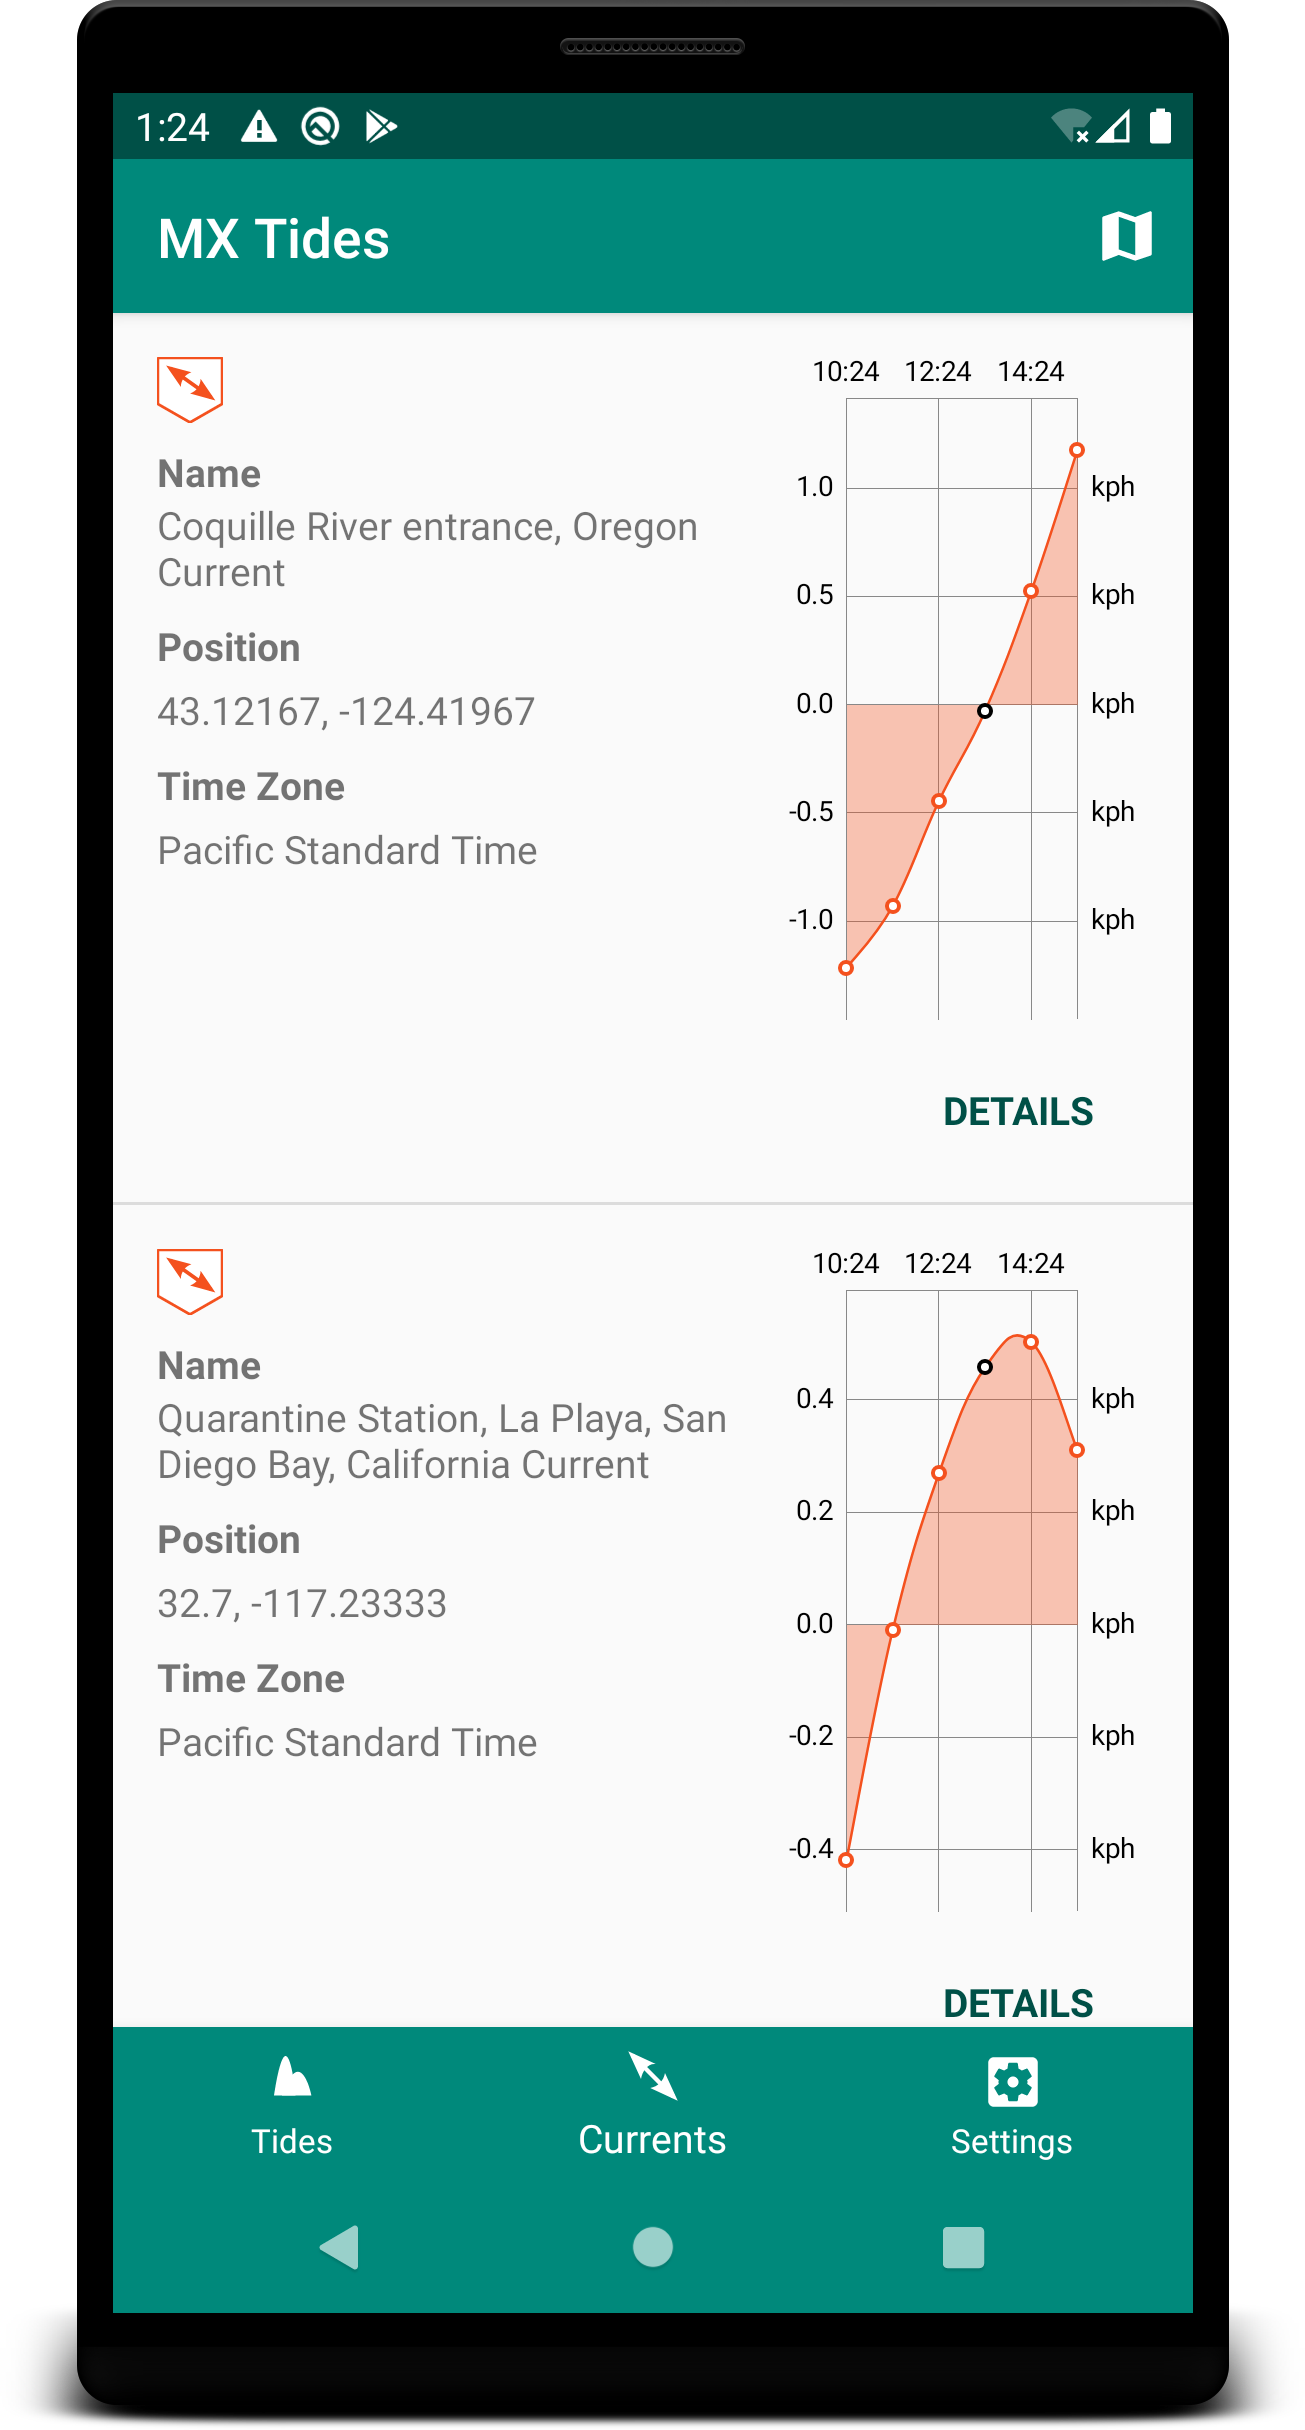 1:24
MX Tides
10:24 12:24 14:24
Name
Coquille River entrance, Oregon
Current
Position
43.12167, -124.41967
Time Zone
Pacific Standard Time
1.0 kph
0.5 kph
0.0 kph
-0.5 kph
-1.0 kph
DETAILS
10:24 12:24 14:24
Name
Quarantine Station, La Playa, San
Diego Bay, California Current
Position
32.7, -117.23333
Time Zone
Pacific Standard Time
0.4 kph
0.2 kph
0.0 kph
-0.2 kph
-0.4 kph
DETAILS
Tides Currents Settings